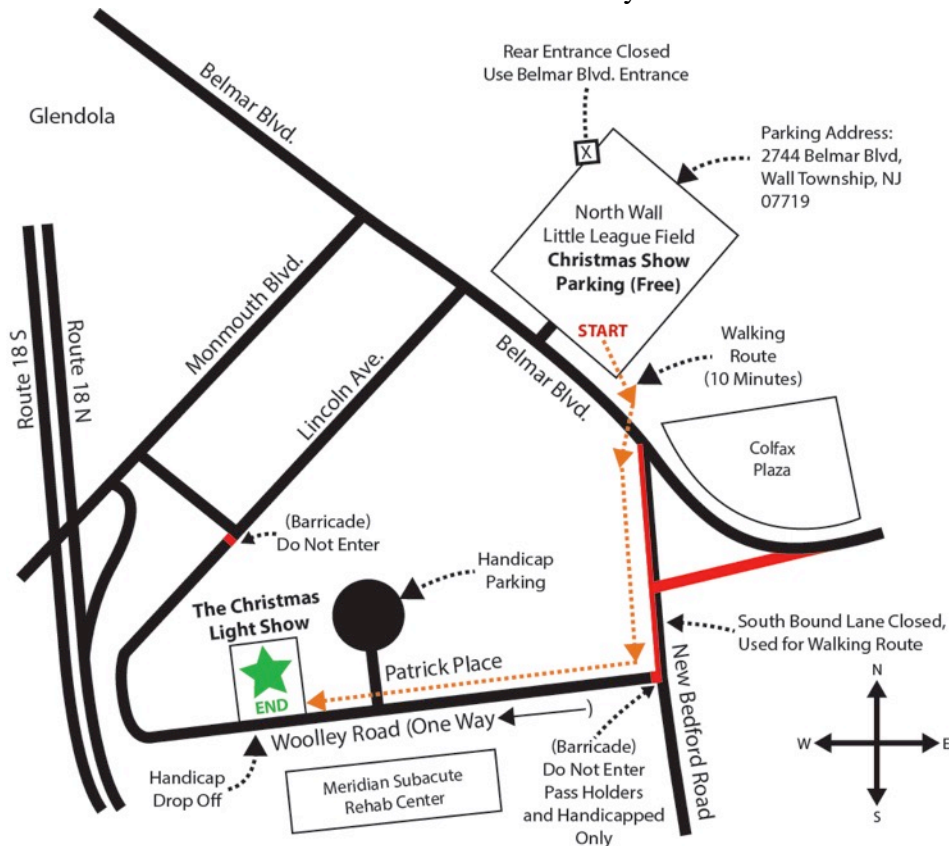 Rear Entrance Closed
Use Belmar Blvd. Entrance
Belmar Blvd.
Glendola
X
Parking Address:
2744 Belmar Blvd,
Wall Township, NJ
07719
North Wall
Little League Field
Christmas Show
Parking (Free)
START
Monmouth Blvd.
Route 18 S
Route 18 N
Lincoln Ave.
Belmar Blvd.
Walking
Route
(10 Minutes)
Colfax
Plaza
(Barricade)
Do Not Enter
Handicap
Parking
The Christmas
Light Show
END
Patrick Place
South Bound Lane Closed,
Used for Walking Route
New Bedford Road
Woolley Road (One Way )
Handicap
Drop Off
Meridian Subacute
Rehab Center
(Barricade)
Do Not Enter
Pass Holders
and Handicapped
Only
N
W
E
S